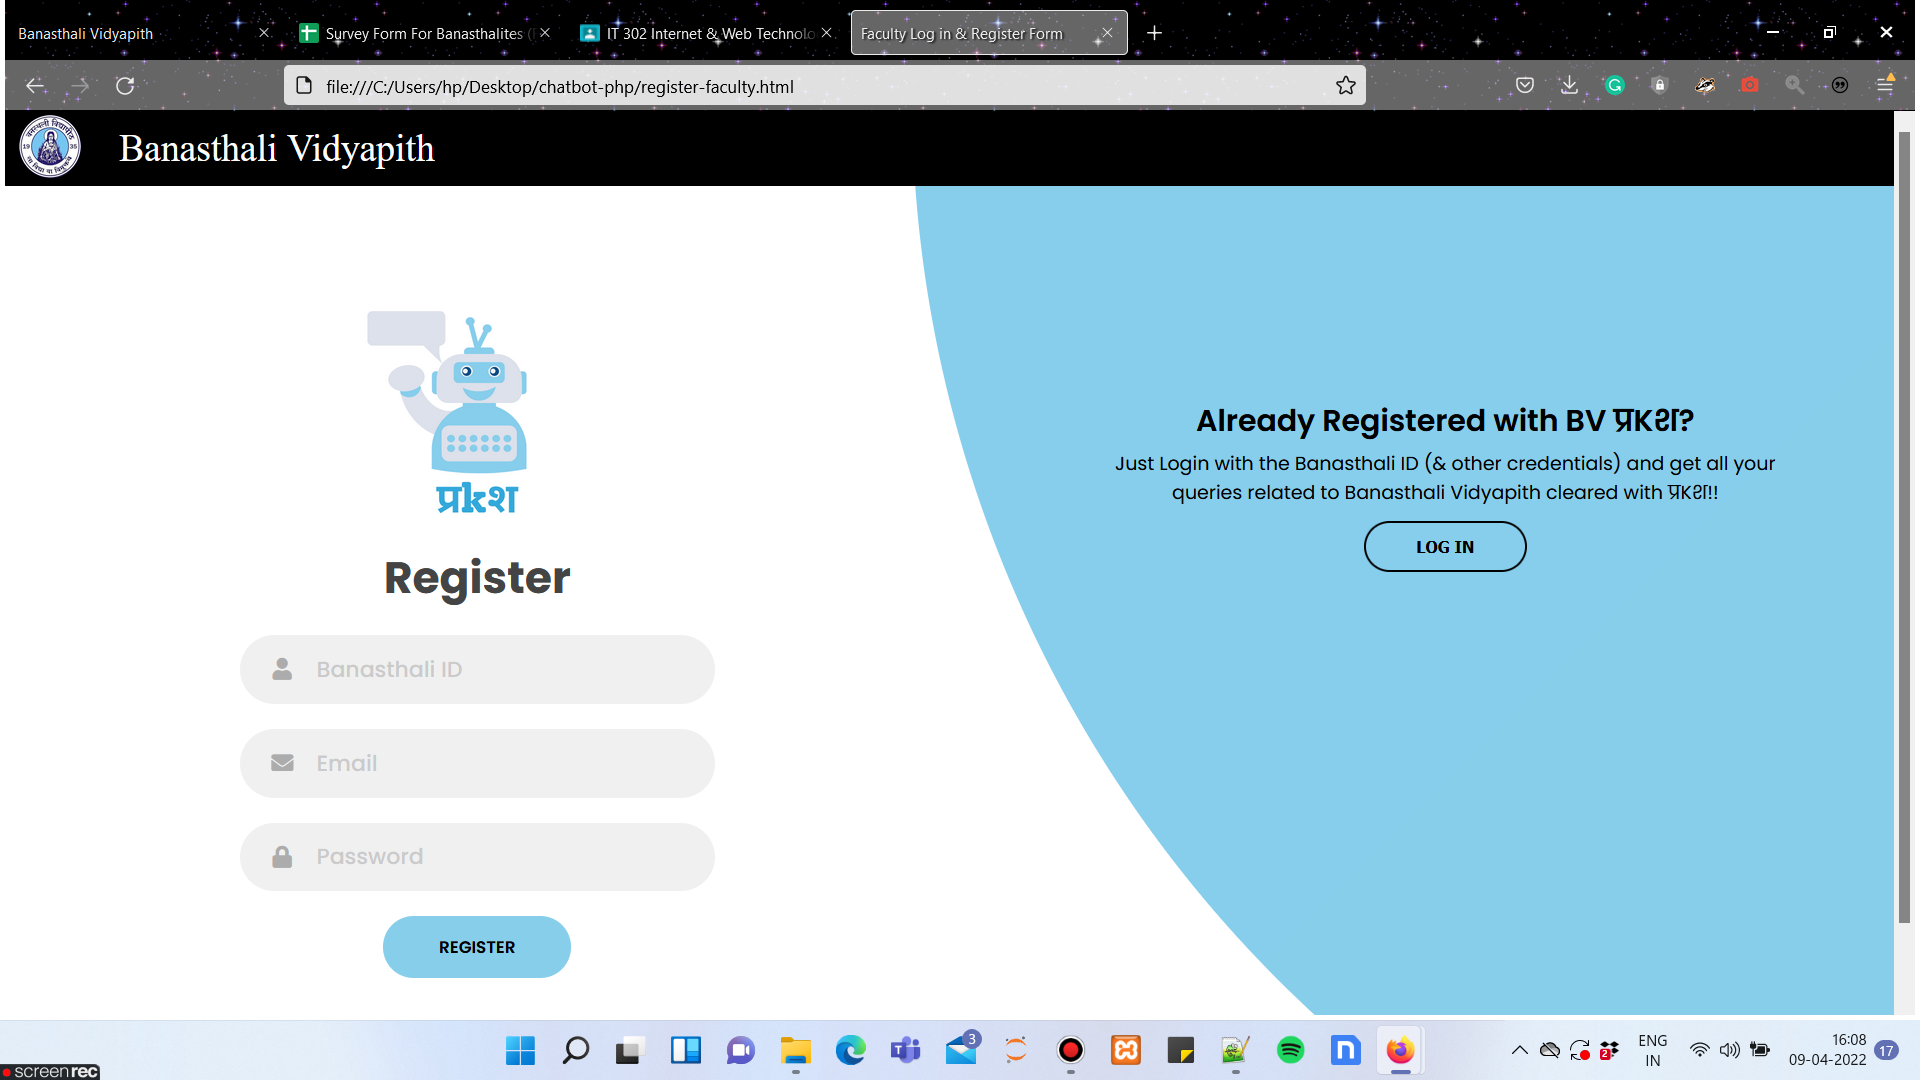 Banasthali Vidyapith
Survey Form For Banasthalites (
IT 302 Internet & Web Technolo
Faculty Log in & Register Form
file:///C:/Users/hp/Desktop/chatbot-php/register-faculty.html
Banasthali Vidyapith
प्रkश
Register
Banasthali ID
Email
Password
REGISTER
Already Registered with BV प्रKश?
Just Login with the Banasthali ID (& other credentials) and get all your
queries related to Banasthali Vidyapith cleared with प्रKश!!
LOG IN
3
2
ENG
IN
16:08
09-04-2022
17
screenrec